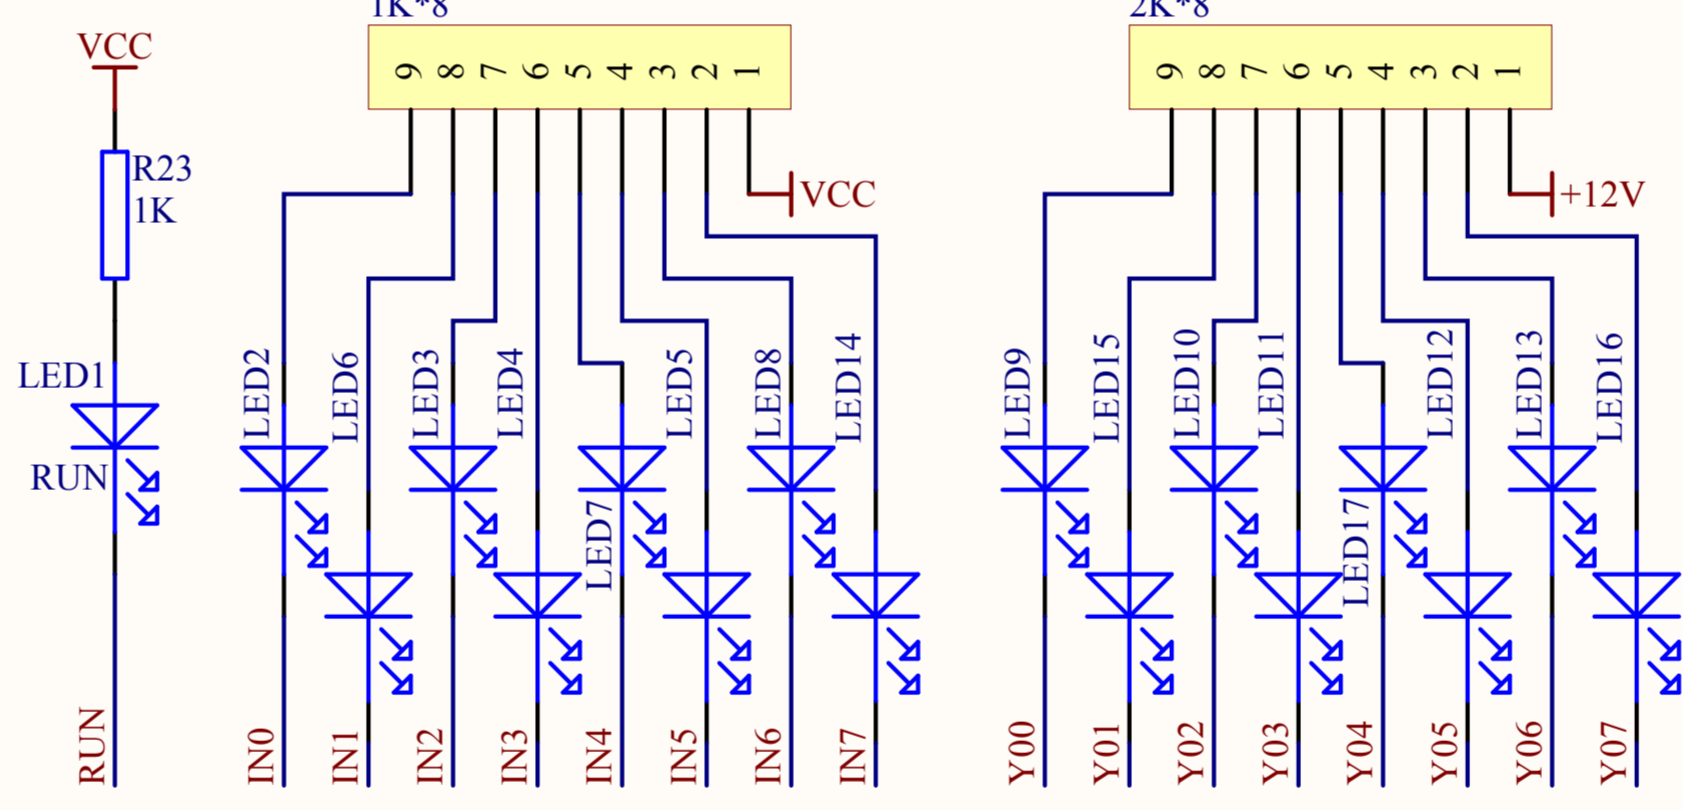 1K*8
2K*8
VCC
9 8 7 6 5 4 3 2 1
9 8 7 6 5 4 3 2 1
R23
1K
VCC
+12V
LED1
RUN
LED2
LED6
LED3
LED4
LED7
LED5
LED8
LED14
LED9
LED15
LED10
LED11
LED17
LED12
LED13
LED16
RUN
IN0
IN1
IN2
IN3
IN4
IN5
IN6
IN7
Y00
Y01
Y02
Y03
Y04
Y05
Y06
Y07